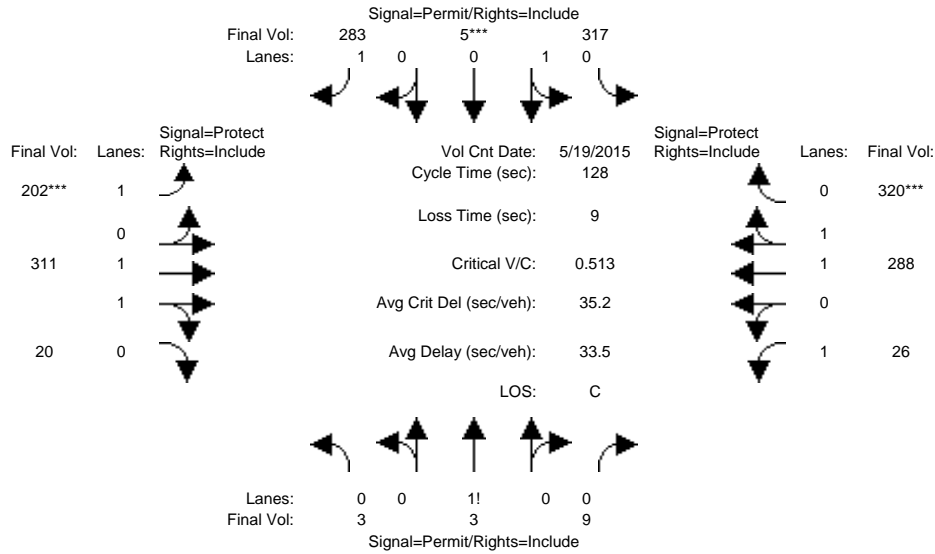 Signal=Permit/Rights=Include
Final Vol: 283 5*** 317
Lanes: 1 0 0 1 0
Signal=Protect Signal=Protect
Final Vol: Lanes: Rights=Include Vol Cnt Date: 5/19/2015 Rights=Include Lanes: Final Vol:
Cycle Time (sec): 128
202*** 1 0 320***
Loss Time (sec): 9
0 1
311 1 Critical V/C: 0.513 1 288
1 Avg Crit Del (sec/veh): 35.2 0
20 0 Avg Delay (sec/veh): 33.5 1 26
LOS: C
Lanes: 0 0 1! 0 0
Final Vol: 3 3 9
Signal=Permit/Rights=Include